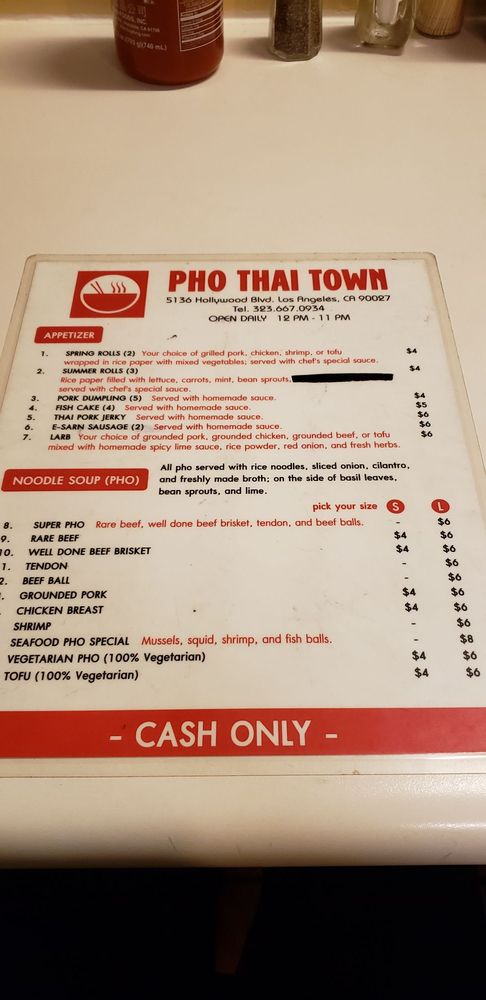 公司
FOODS, INC.
(740 mL)
PHO THAI TOWN
5136 Hollywood Blvd. Los Angeles, CA 90027
Tel. 323.667.0934
OPEN DAILY 12 PM - 11 PM
APPETIZER
1. SPRING ROLLS (2) Your choice of grilled pork, chicken, shrimp, or tofu $4
wrapped in rice paper with mixed vegetables; served with chef's special sauce.
2. SUMMER ROLLS (3) $4
Rice paper filled with lettuce, carrots, mint, bean sprouts,
served with chef's special sauce.
3. PORK DUMPLING (5) Served with homemade sauce. $4
4. FISH CAKE (4) Served with homemade sauce. $5
5. THAI PORK JERKY Served with homemade sauce. $6
6. E-SARN SAUSAGE (2) Served with homemade sauce. $6
7. LARB Your choice of grounded pork, grounded chicken, grounded beef, or tofu $6
mixed with homemade spicy lime sauce, rice powder, red onion, and fresh herbs.
NOODLE SOUP (PHO)
All pho served with rice noodles, sliced onion, cilantro,
and freshly made broth; on the side of basil leaves,
bean sprouts, and lime.
pick your size S L
8. SUPER PHO Rare beef, well done beef brisket, tendon, and beef balls. - $6
9. RARE BEEF $4 $6
10. WELL DONE BEEF BRISKET $4 $6
1. TENDON - $6
2. BEEF BALL - $6
. GROUNDED PORK $4 $6
CHICKEN BREAST $4 $6
SHRIMP - $6
SEAFOOD PHO SPECIAL Mussels, squid, shrimp, and fish balls. - $8
VEGETARIAN PHO (100% Vegetarian) $4 $6
TOFU (100% Vegetarian) $4 $6
- CASH ONLY -